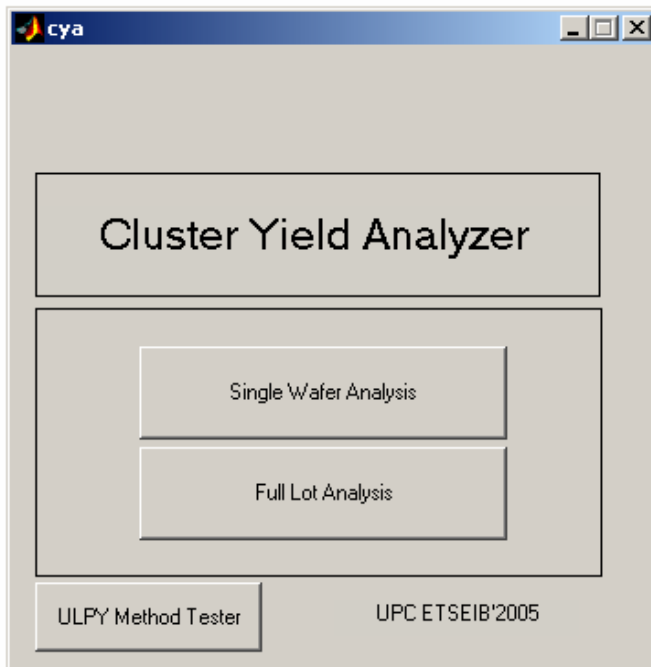 cya
Cluster Yield Analyzer
Single Wafer Analysis
Full Lot Analysis
ULPY Method Tester
UPC ETSEIB'2005